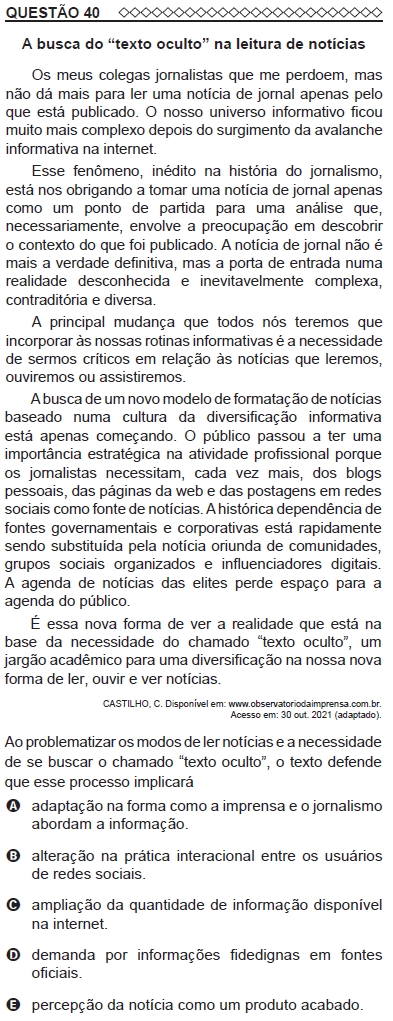 QUESTÃO 40
A busca do “texto oculto” na leitura de notícias
Os meus colegas jornalistas que me perdoem, mas
não dá mais para ler uma notícia de jornal apenas pelo
que está publicado. O nosso universo informativo ficou
muito mais complexo depois do surgimento da avalanche
informativa na internet.
Esse fenômeno, inédito na história do jornalismo,
está nos obrigando a tomar uma notícia de jornal apenas
como um ponto de partida para uma análise que,
necessariamente, envolve a preocupação em descobrir
o contexto do que foi publicado. A notícia de jornal não é
mais a verdade definitiva, mas a porta de entrada numa
realidade desconhecida e inevitavelmente complexa,
contraditória e diversa.
A principal mudança que todos nós teremos que
incorporar às nossas rotinas informativas é a necessidade
de sermos críticos em relação às notícias que leremos,
ouviremos ou assistiremos.
A busca de um novo modelo de formatação de notícias
baseado numa cultura da diversificação informativa
está apenas começando. O público passou a ter uma
importância estratégica na atividade profissional porque
os jornalistas necessitam, cada vez mais, dos blogs
pessoais, das páginas da web e das postagens em redes
sociais como fonte de notícias. A histórica dependência de
fontes governamentais e corporativas está rapidamente
sendo substituída pela notícia oriunda de comunidades,
grupos sociais organizados e influenciadores digitais.
A agenda de notícias das elites perde espaço para a
agenda do público.
É essa nova forma de ver a realidade que está na
base da necessidade do chamado “texto oculto”, um
jargão acadêmico para uma diversificação na nossa nova
forma de ler, ouvir e ver notícias.
CASTILHO, C. Disponível em: www.observatoriodaimprensa.com.br.
Acesso em: 30 out. 2021 (adaptado).
Ao problematizar os modos de ler notícias e a necessidade
de se buscar o chamado “texto oculto”, o texto defende
que esse processo implicará
A adaptação na forma como a imprensa e o jornalismo
abordam a informação.
B alteração na prática interacional entre os usuários
de redes sociais.
C ampliação da quantidade de informação disponível
na internet.
D demanda por informações fidedignas em fontes
oficiais.
E percepção da notícia como um produto acabado.